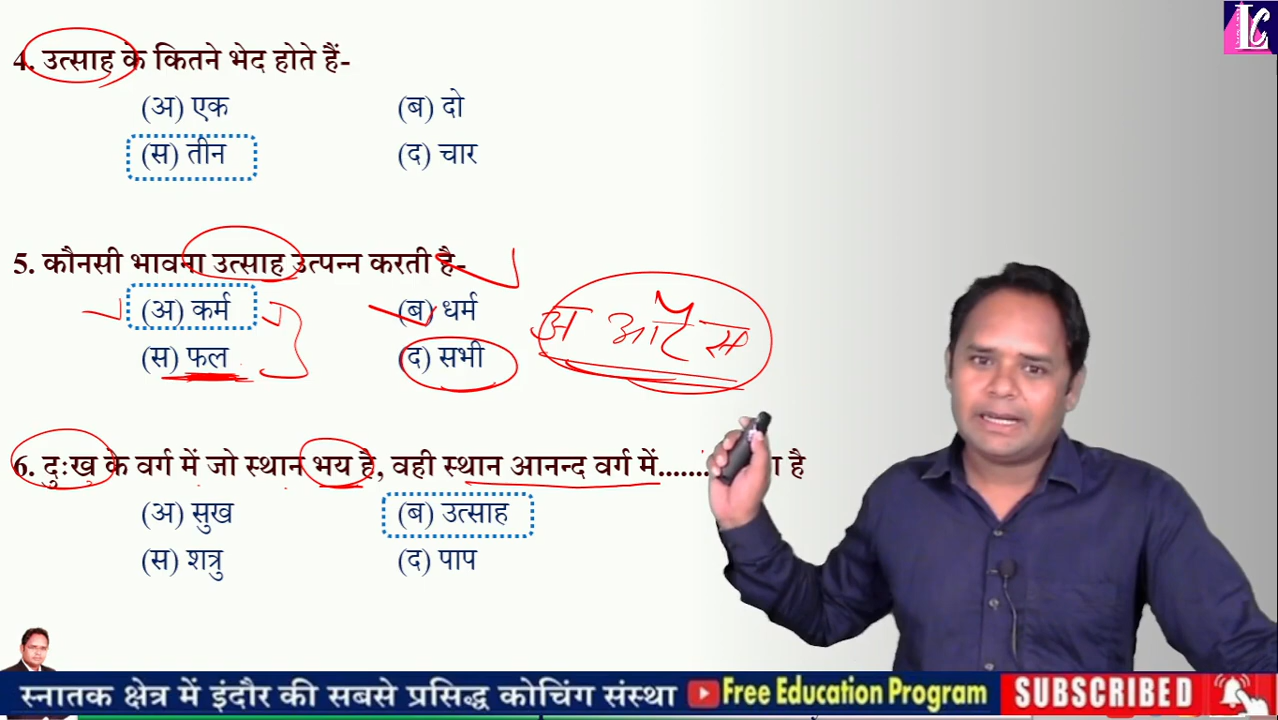 4. उत्साह के कितने भेद होते हैं-
(अ) एक (ब) दो
(स) तीन (द) चार
5. कौनसी भावना उत्साह उत्पन्न करती है-
(अ) कर्म (ब) धर्म
(स) फल (द) सभी
अ और स
6. दुःख के वर्ग में जो स्थान भय है, वही स्थान आनन्द वर्ग में....... है
(अ) सुख (ब) उत्साह
(स) शत्रु (द) पाप
स्नातक क्षेत्र में इंदौर की सबसे प्रसिद्ध कोचिंग संस्था Free Education Program SUBSCRIBED
LC